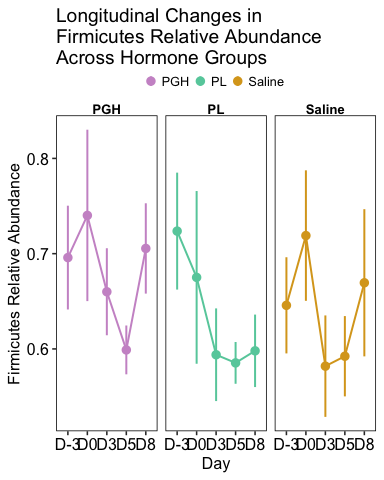 Longitudinal Changes in
Firmicutes Relative Abundance
Across Hormone Groups
PGH PL Saline
PGH PL Saline
Firmicutes Relative Abundance
0.8
0.7
0.6
D-3 D0 D3 D5 D8 D-3 D0 D3 D5 D8 D-3 D0 D3 D5 D8
Day